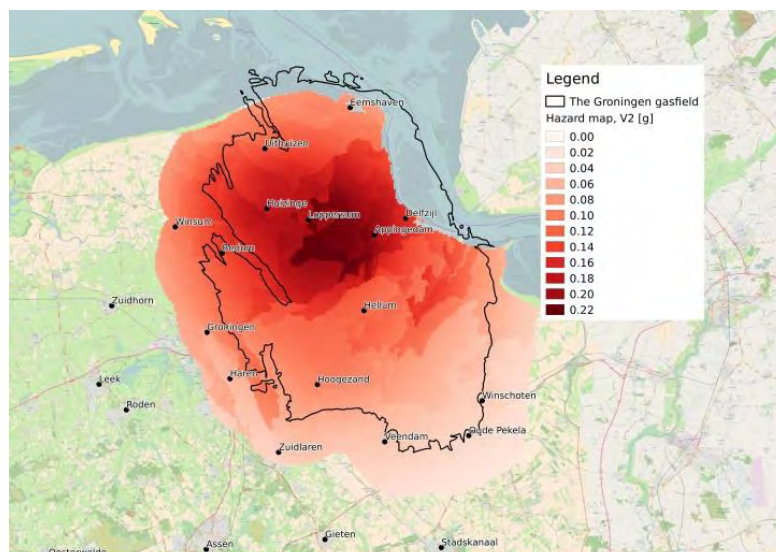 Legend
The Groningen gasfield
Hazard map, V2 [g]
0.00
0.02
0.04
0.06
0.08
0.10
0.12
0.14
0.16
0.18
0.20
0.22
Eemshaven
Uithuizen
Huizinge
Loppersum
Delfzijl
Winsum
Appingedam
Bedum
Zuidhorn
Hellum
Groningen
Haren
Hoogezand
Leek
Winschoten
Roden
Veendam
Oude Pekela
Zuidlaren
Gieten
Stadskanaal
Assen